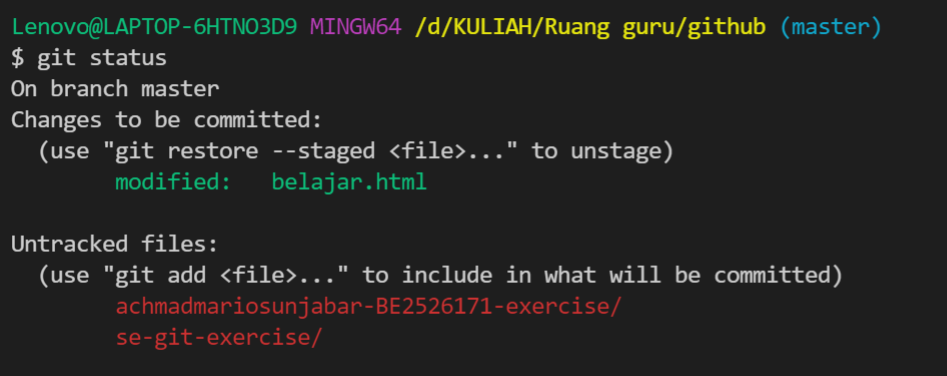 Lenovo@LAPTOP-6HTNO3D9 MINGW64 /d/KULIAH/Ruang guru/github (master)
$ git status
On branch master
Changes to be committed:
  (use "git restore --staged <file>..." to unstage)
        modified:   belajar.html

Untracked files:
  (use "git add <file>..." to include in what will be committed)
        achmadmariosunjabar-BE2526171-exercise/
        se-git-exercise/